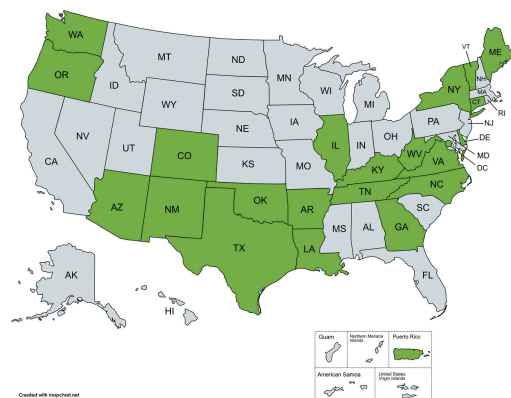 WA
OR
CA
NV
ID
MT
WY
UT
CO
AZ
NM
ND
SD
NE
KS
OK
TX
MN
IA
MO
AR
LA
WI
IL
MI
IN
OH
KY
TN
MS
AL
GA
FL
SC
NC
VA
WV
PA
NY
VT
NH
ME
MA
CT
RI
NJ
DE
MD
DC
AK
HI
Guam
Northern Mariana
Islands
Puerto Rico
American Samoa
United States
Virgin Islands
Created with mapchart.net